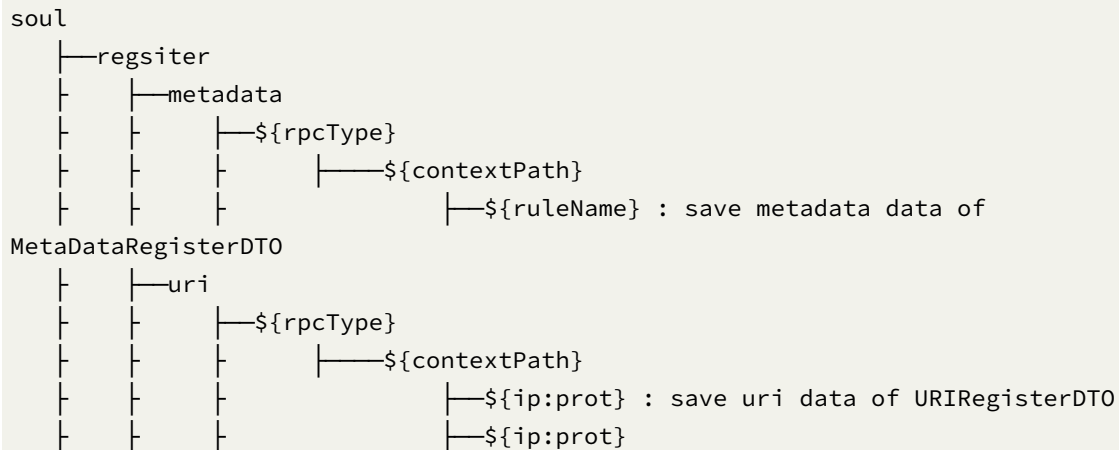 soul
├──regsiter
├ ├──metadata
├ ├ ├──${rpcType}
├ ├ ├ ├────${contextPath}
├ ├ ├ ├──${ruleName} : save metadata data of
MetaDataRegisterDTO
├ ├──uri
├ ├ ├──${rpcType}
├ ├ ├ ├────${contextPath}
├ ├ ├ ├──${ip:prot} : save uri data of URIRegisterDTO
├ ├ ├ ├──${ip:prot}